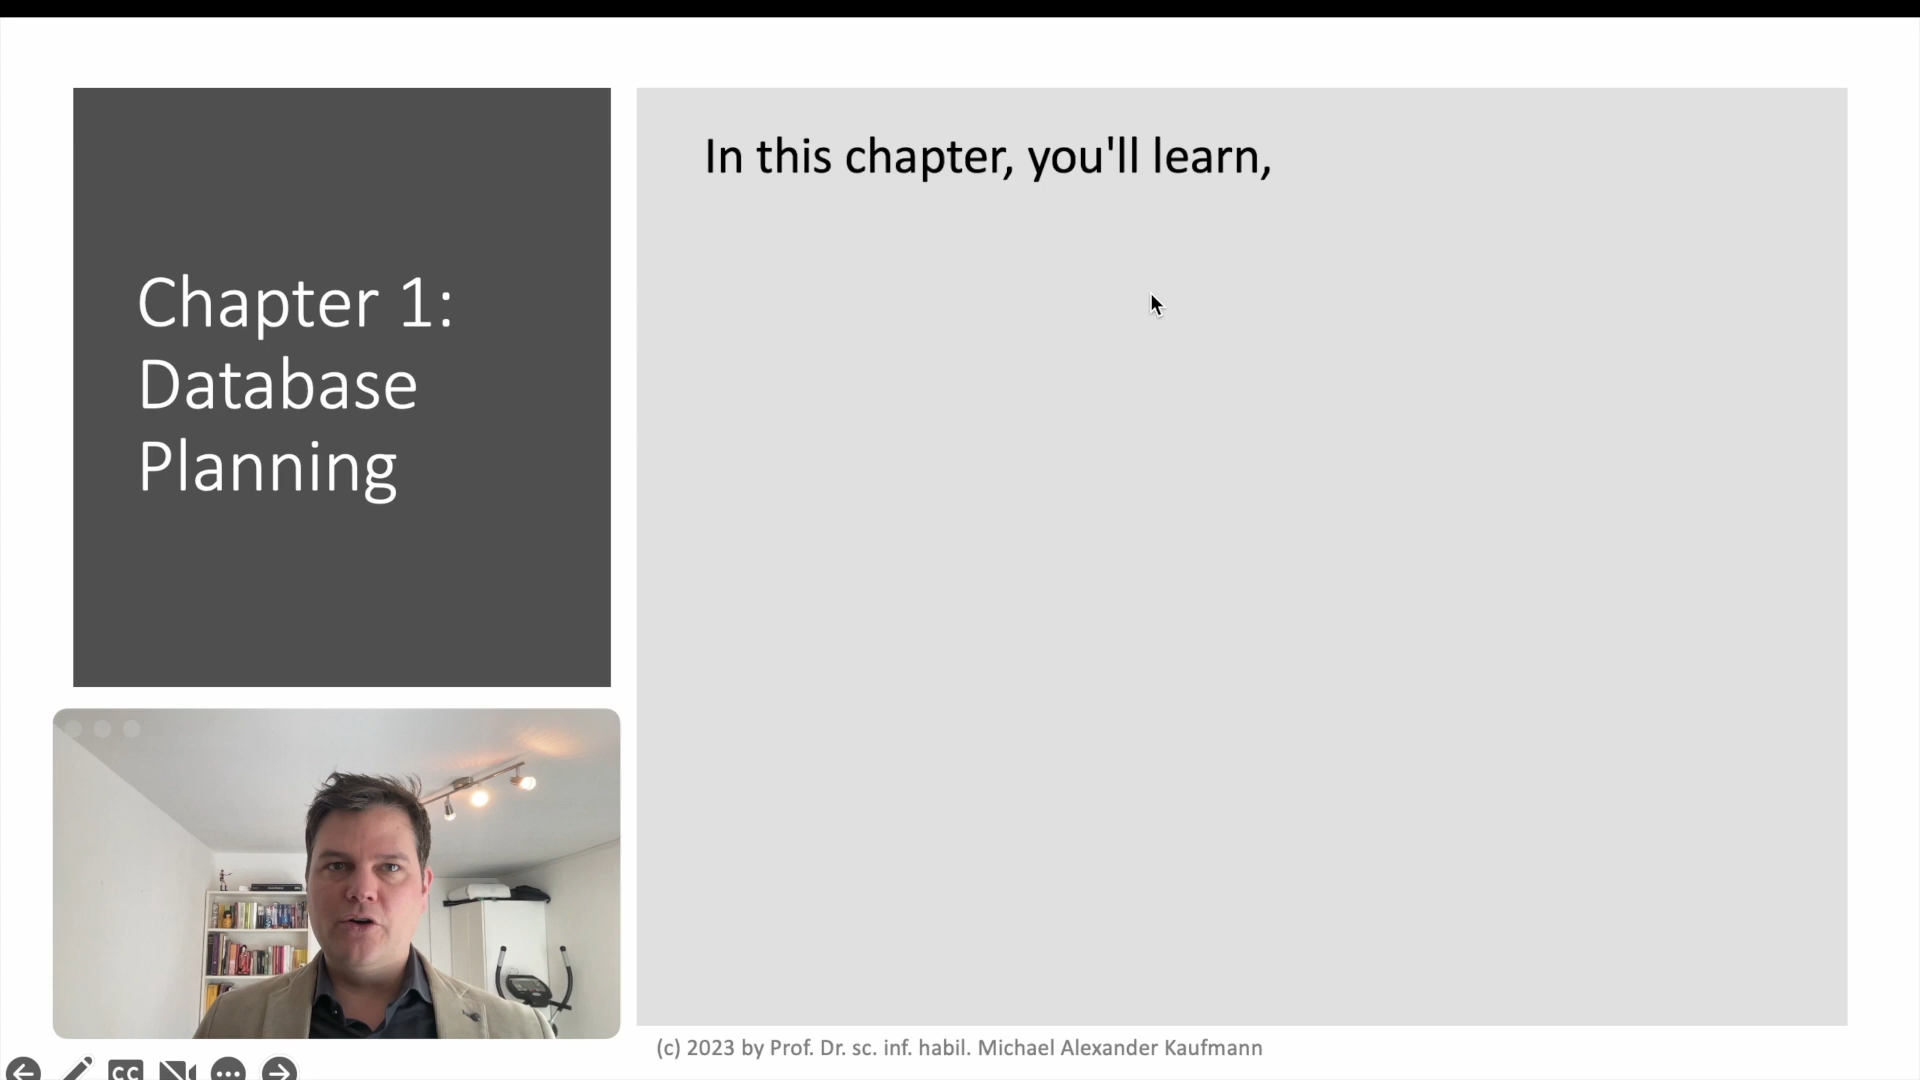 Chapter 1:
Database
Planning
In this chapter, you'll learn,
(c) 2023 by Prof. Dr. sc. inf. habil. Michael Alexander Kaufmann
CC